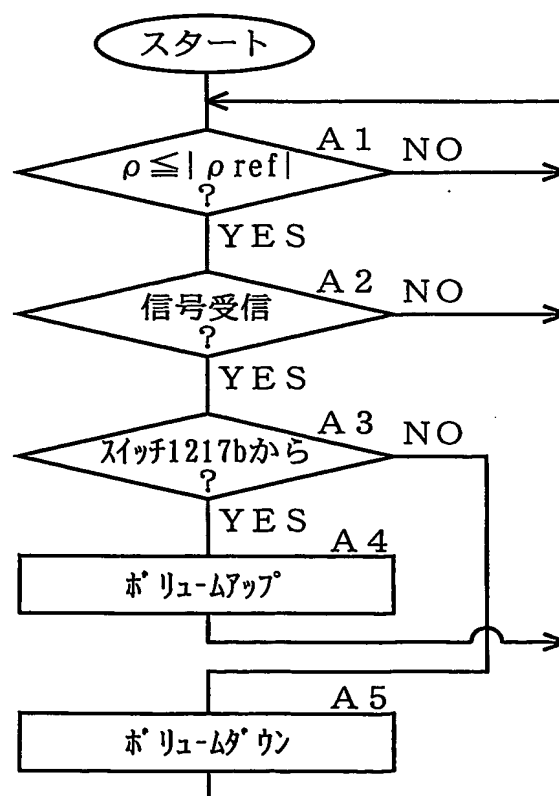 スタート
A1
ρ≦|ρref|
?
NO
YES
A2
信号受信
?
NO
YES
A3
スイッチ1217bから
?
NO
YES
A4
ボリュームアップ
A5
ボリュームダウン